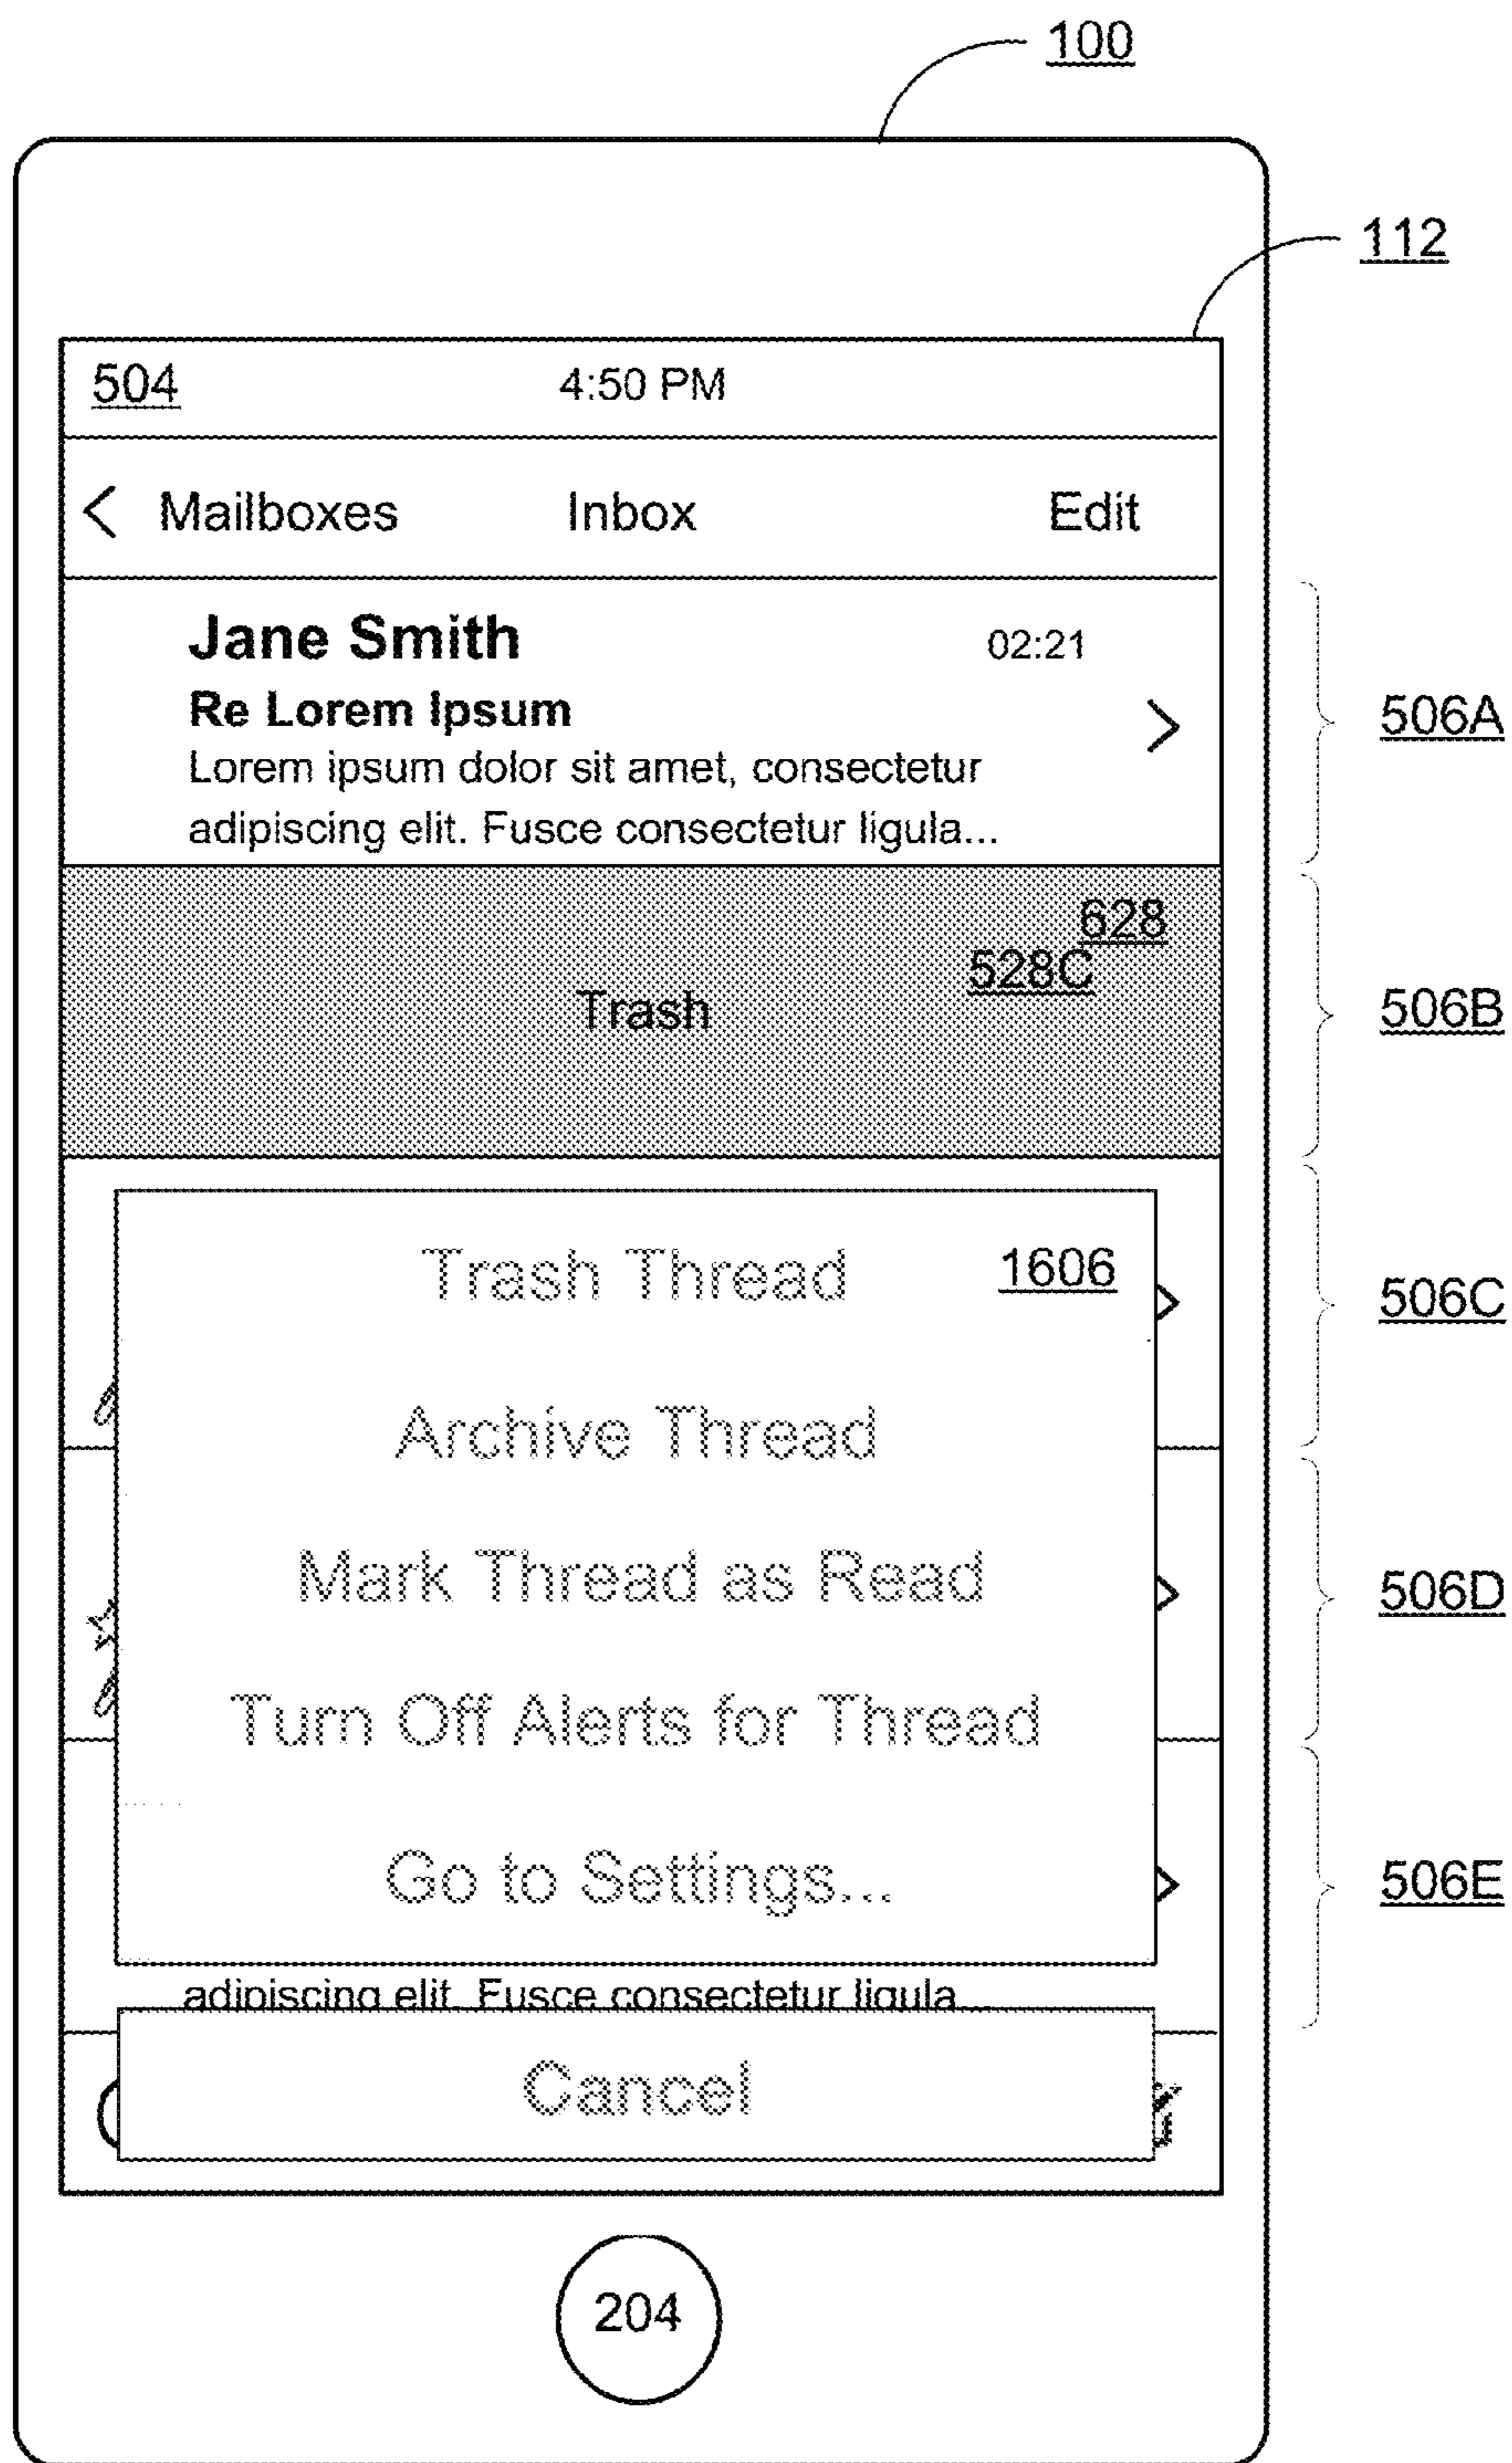 100
112
504 4:50 PM
< Mailboxes Inbox Edit
Jane Smith 02:21
Re Lorem Ipsum
Lorem ipsum dolor sit amet, consectetur
adipiscing elit. Fusce consectetur ligula...
506A
628
528C
Trash
506B
Trash Thread 1606
506C
Archive Thread
Mark Thread as Read
506D
Turn Off Alerts for Thread
Go to Settings...
506E
adipiscing elit. Fusce consectetur ligula...
Cancel
204